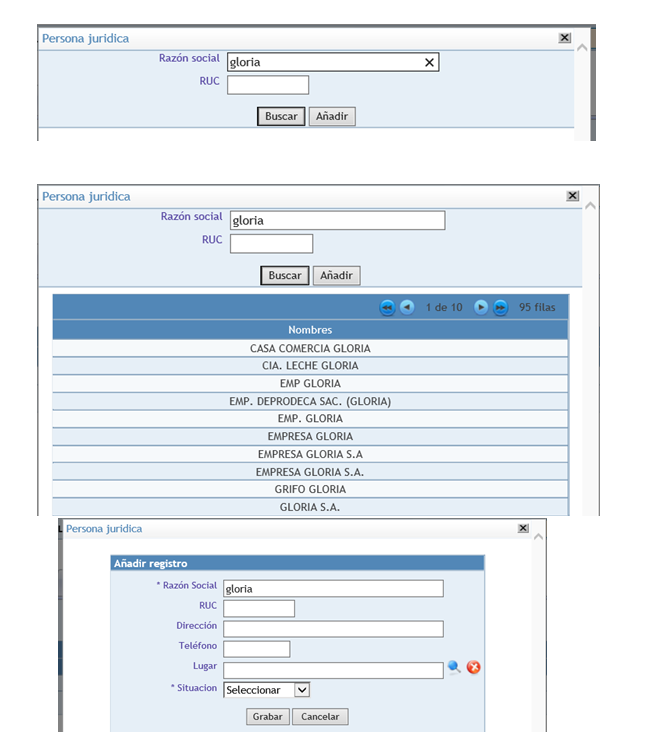 Persona juridica
Razón social gloria
RUC
Buscar Añadir
Persona juridica
Razón social gloria
RUC
Buscar Añadir
1 de 10 95 filas
Nombres
CASA COMERCIA GLORIA
CIA. LECHE GLORIA
EMP GLORIA
EMP. DEPRODECA SAC. (GLORIA)
EMP. GLORIA
EMPRESA GLORIA
EMPRESA GLORIA S.A
EMPRESA GLORIA S.A.
GRIFO GLORIA
GLORIA S.A.
Persona juridica
Añadir registro
* Razón Social gloria
RUC
Dirección
Teléfono
Lugar
* Situacion Seleccionar
Grabar Cancelar